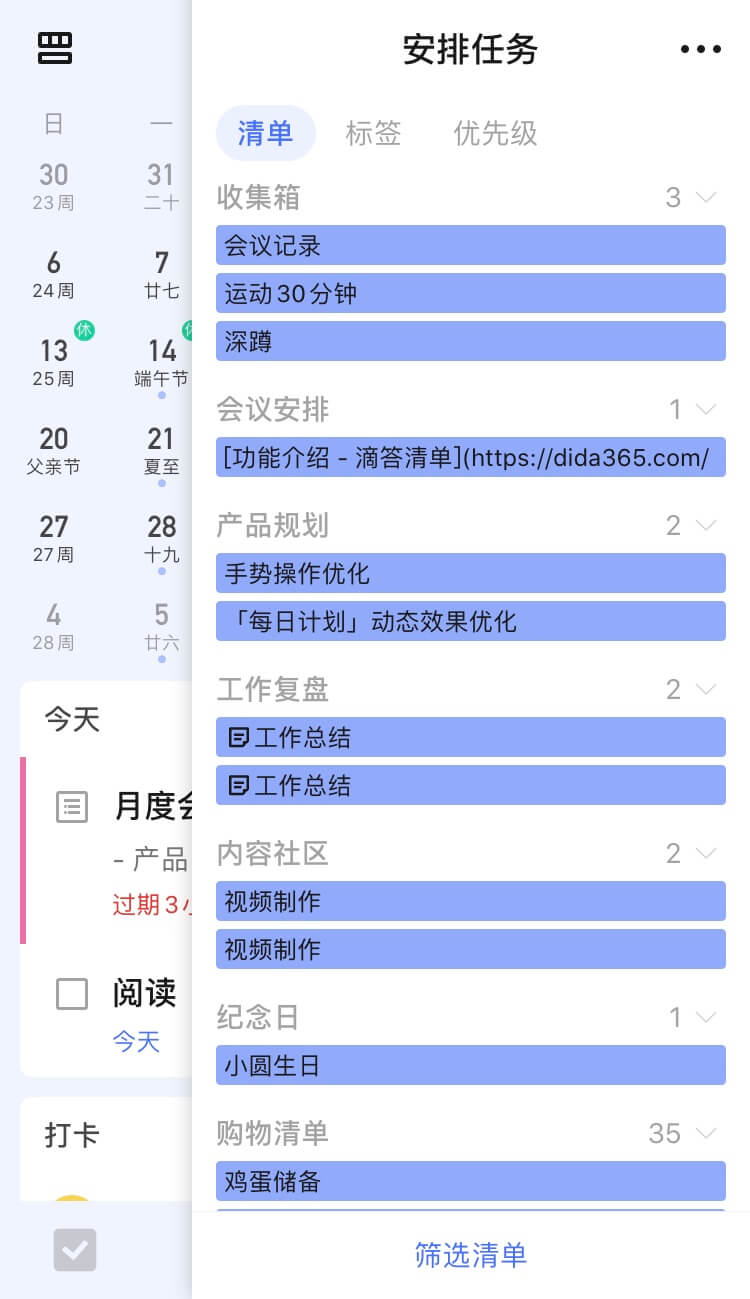 安排任务
日 一
30 31
23周 二十
6 7
24周 廿七
休
13 14
25周 端午节
20 21
父亲节 夏至
27 28
27周 十九
4 5
28周 廿六
今天
月度会
- 产品
过期3小
阅读
今天
打卡
清单 标签 优先级
收集箱 3
会议记录
运动30分钟
深蹲
会议安排 1
[功能介绍 - 滴答清单](https://dida365.com/
产品规划 2
手势操作优化
「每日计划」动态效果优化
工作复盘 2
工作总结
工作总结
内容社区 2
视频制作
视频制作
纪念日 1
小圆生日
购物清单 35
鸡蛋储备
筛选清单